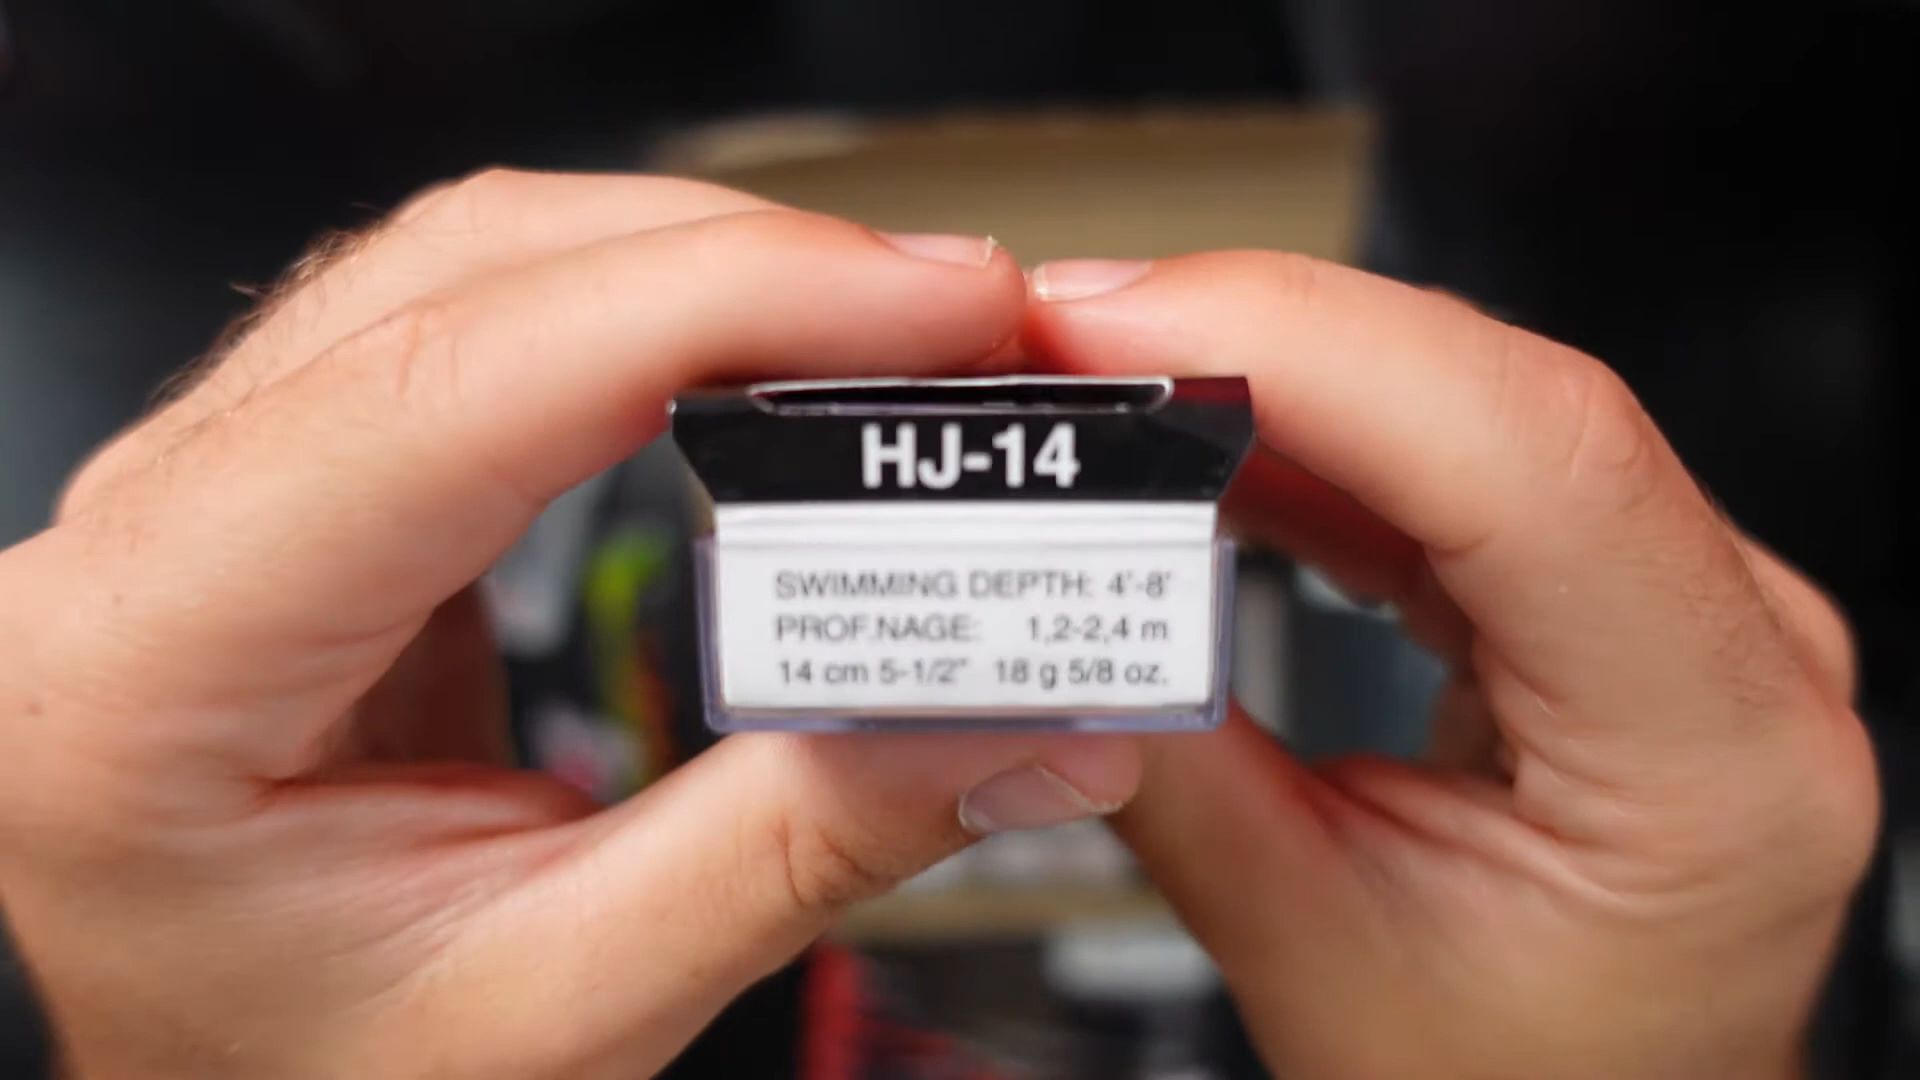 HJ-14
SWIMMING DEPTH: 4'-8'
PROF.NAGE: 1,2-2,4 m
14 cm 5-1/2" 18 g 5/8 oz.